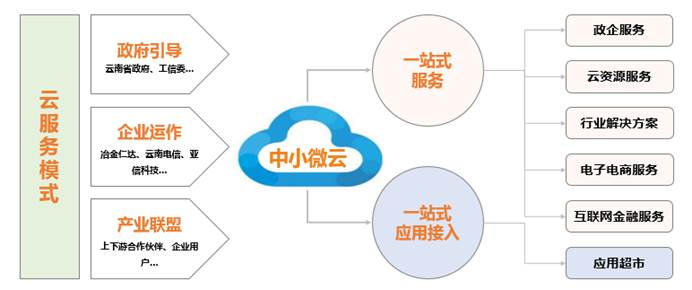 云服务模式
政府引导
云南省政府、工信委...
企业运作
冶金仁达、云南电信、亚
信科技...
产业联盟
上下游合作伙伴、企业用
户...
中小微云
一站式
服务
一站式
应用接入
政企服务
云资源服务
行业解决方案
电子电商服务
互联网金融服务
应用超市